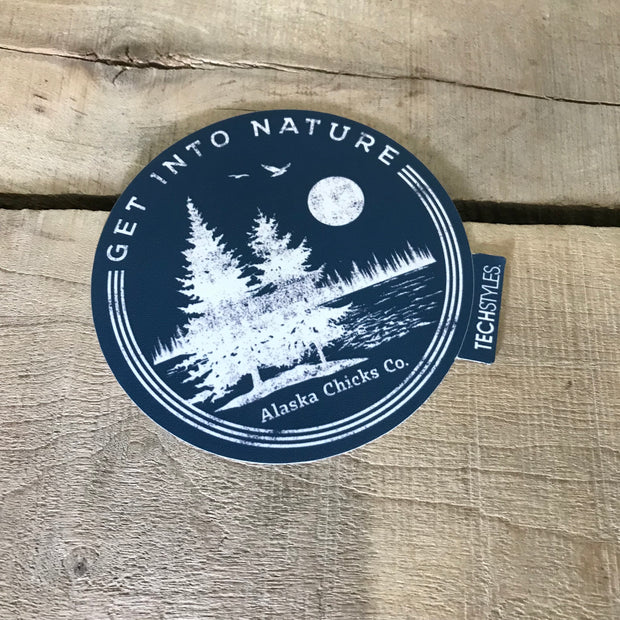 GET INTO NATURE
Alaska Chicks Co.
TECHSTYLES.